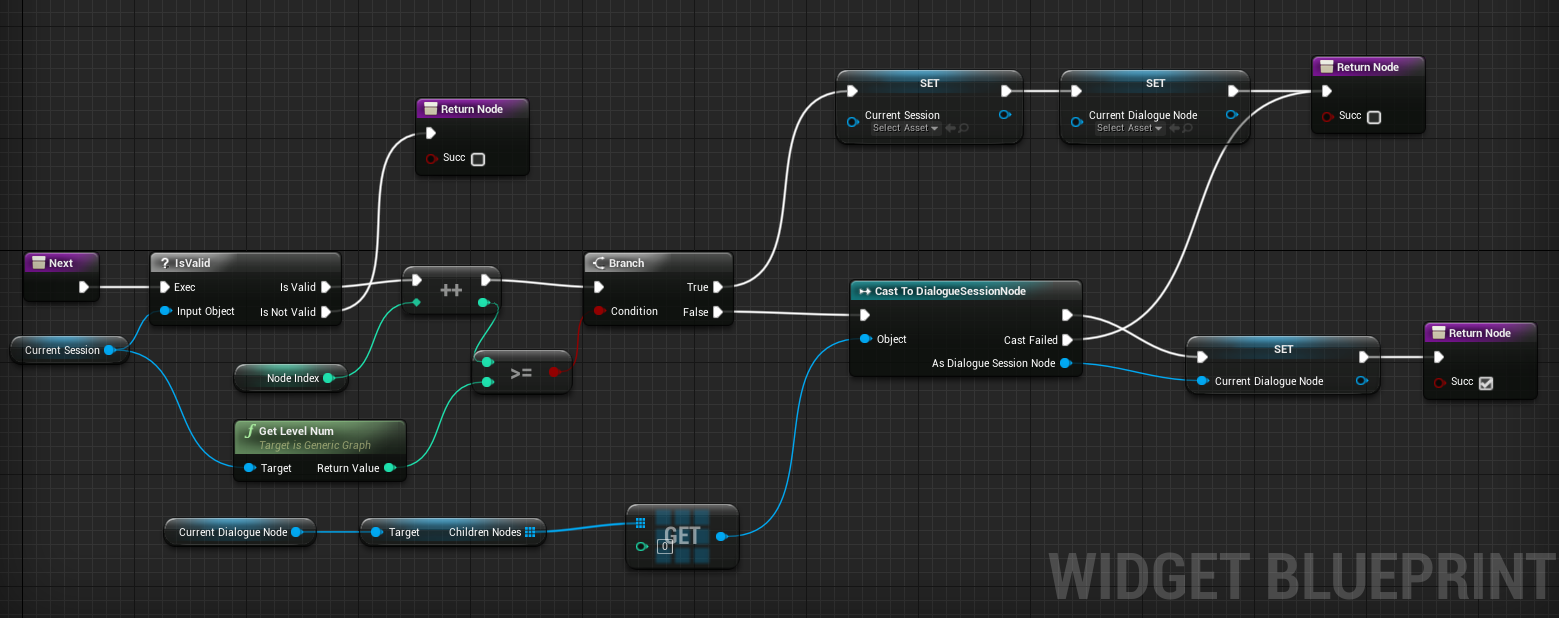 Return Node
Succ
SET
Current Session
Select Asset
SET
Current Dialogue Node
Select Asset
Return Node
Succ
Next
? IsValid
Exec
Is Valid
Input Object
Is Not Valid
++
Branch
True
Condition
False
Current Session
Node Index
>=
Cast To DialogueSessionNode
Object
Cast Failed
As Dialogue Session Node
SET
Current Dialogue Node
Return Node
Succ
f Get Level Num
Target is Generic Graph
Target
Return Value
Current Dialogue Node
Target
Children Nodes
GET
0
WIDGET BLUEPRINT